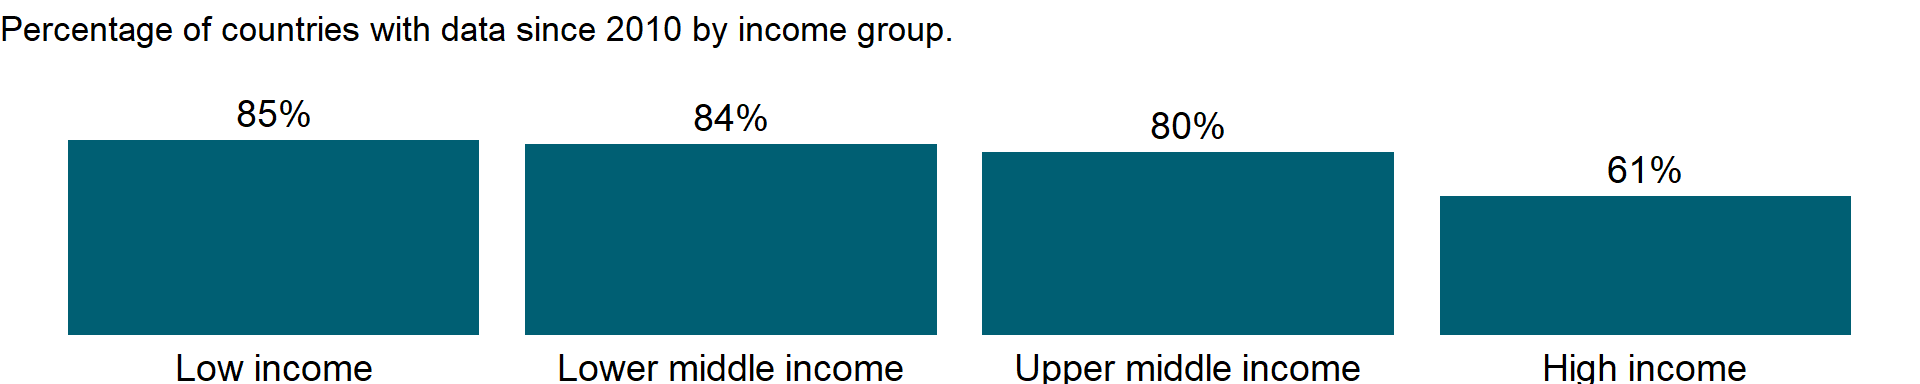 Percentage of countries with data since 2010 by income group.
85%
84%
80%
61%
Low income
Lower middle income
Upper middle income
High income